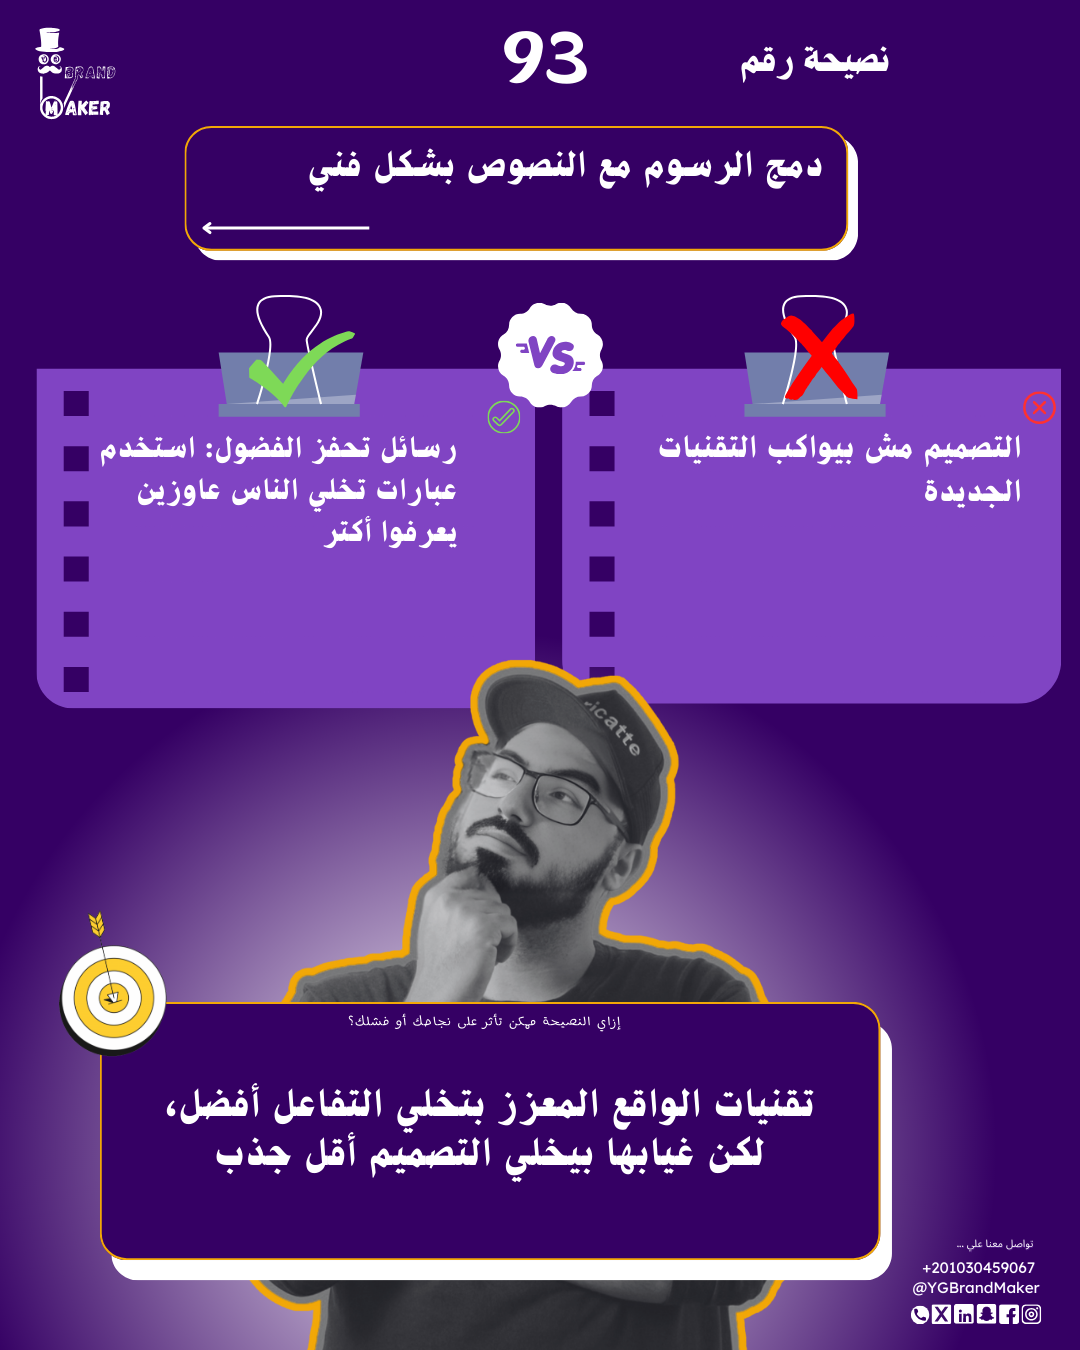 BRAND
MAKER
نصيحة رقم 93
دمج الرسوم مع النصوص بشكل فني
VS
التصميم مش بيواكب التقنيات
الجديدة
رسائل تحفز الفضول: استخدم
عبارات تخلي الناس عاوزين
يعرفوا أكتر
icatte
إزاي النصيحة ممكن تأثر على نجاحك أو فشلك؟
تقنيات الواقع المعزز بتخلي التفاعل أفضل،
لكن غيابها بيخلي التصميم أقل جذب
تواصل معنا علي ...
+201030459067
@YGBrandMaker